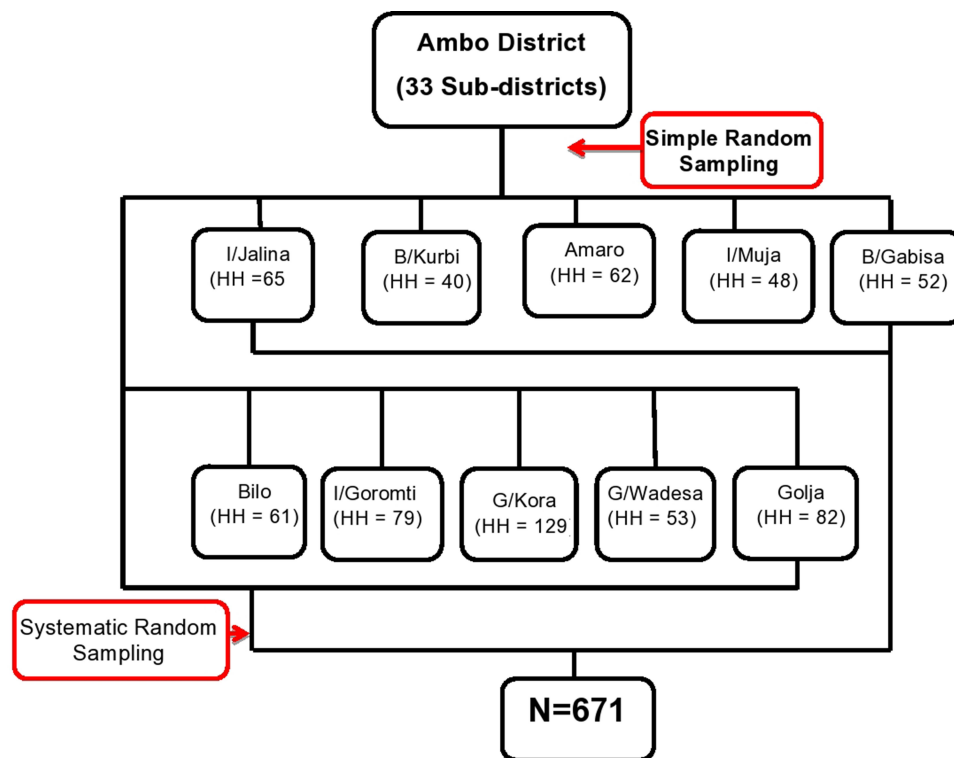 Ambo District
(33 Sub-districts)
Simple Random
Sampling
I/Jalina
(HH =65
B/Kurbi
(HH = 40)
Amaro
(HH = 62)
I/Muja
(HH = 48)
B/Gabisa
(HH = 52)
Bilo
(HH = 61)
I/Goromti
(HH = 79)
G/Kora
(HH = 129)
G/Wadesa
(HH = 53)
Golja
(HH = 82)
Systematic Random
Sampling
N=671